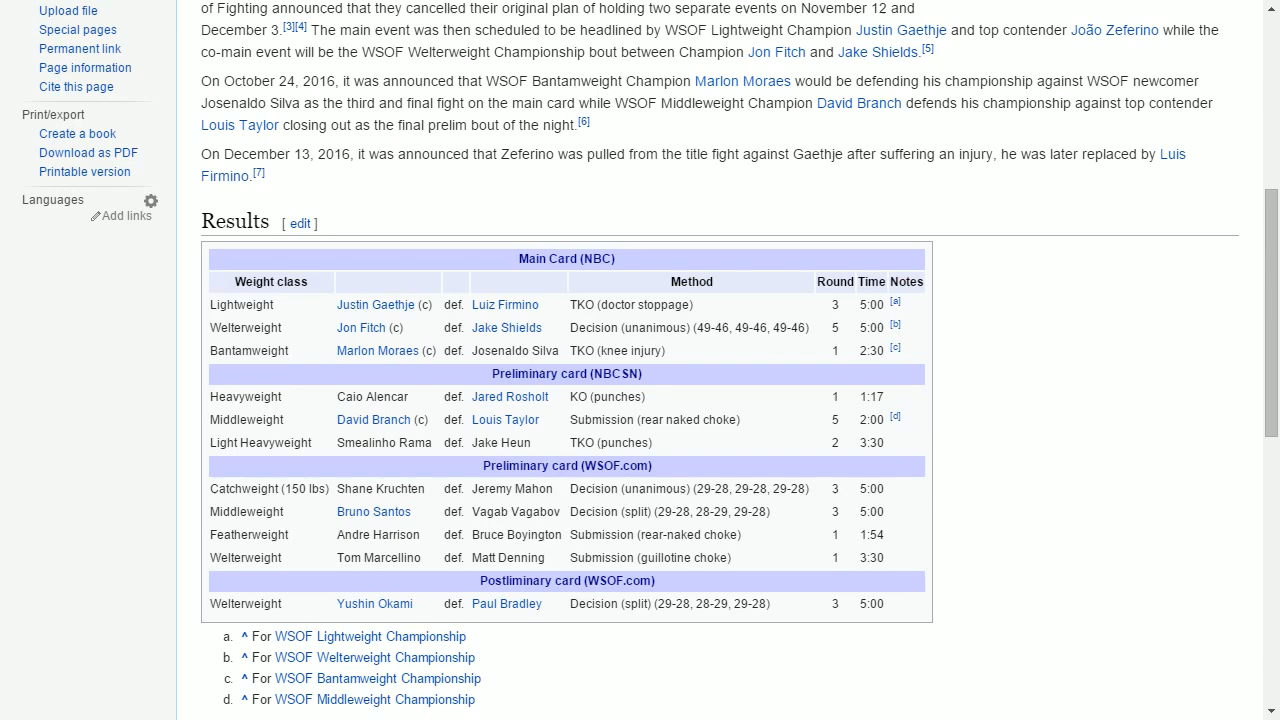 Upload file
Special pages
Permanent link
Page information
Cite this page
Print/export
Create a book
Download as PDF
Printable version
Languages
Add links
of Fighting announced that they cancelled their original plan of holding two separate events on November 12 and
December 3.[3][4] The main event was then scheduled to be headlined by WSOF Lightweight Champion Justin Gaethje and top contender João Zeferino while the
co-main event will be the WSOF Welterweight Championship bout between Champion Jon Fitch and Jake Shields.[5]
On October 24, 2016, it was announced that WSOF Bantamweight Champion Marlon Moraes would be defending his championship against WSOF newcomer
Josenaldo Silva as the third and final fight on the main card while WSOF Middleweight Champion David Branch defends his championship against top contender
Louis Taylor closing out as the final prelim bout of the night.[6]
On December 13, 2016, it was announced that Zeferino was pulled from the title fight against Gaethje after suffering an injury, he was later replaced by Luis
Firmino.[7]
Results [ edit ]
Main Card (NBC)
Weight class Method Round Time Notes
Lightweight Justin Gaethje (c) def. Luiz Firmino TKO (doctor stoppage) 3 5:00 [a]
Welterweight Jon Fitch (c) def. Jake Shields Decision (unanimous) (49-46, 49-46, 49-46) 5 5:00 [b]
Bantamweight Marlon Moraes (c) def. Josenaldo Silva TKO (knee injury) 1 2:30 [c]
Preliminary card (NBCSN)
Heavyweight Caio Alencar def. Jared Rosholt KO (punches) 1 1:17
Middleweight David Branch (c) def. Louis Taylor Submission (rear naked choke) 5 2:00 [d]
Light Heavyweight Smealinho Rama def. Jake Heun TKO (punches) 2 3:30
Preliminary card (WSOF.com)
Catchweight (150 lbs) Shane Kruchten def. Jeremy Mahon Decision (unanimous) (29-28, 29-28, 29-28) 3 5:00
Middleweight Bruno Santos def. Vagab Vagabov Decision (split) (29-28, 28-29, 29-28) 3 5:00
Featherweight Andre Harrison def. Bruce Boyington Submission (rear-naked choke) 1 1:54
Welterweight Tom Marcellino def. Matt Denning Submission (guillotine choke) 1 3:30
Postliminary card (WSOF.com)
Welterweight Yushin Okami def. Paul Bradley Decision (split) (29-28, 28-29, 29-28) 3 5:00
a. ^ For WSOF Lightweight Championship
b. ^ For WSOF Welterweight Championship
c. ^ For WSOF Bantamweight Championship
d. ^ For WSOF Middleweight Championship